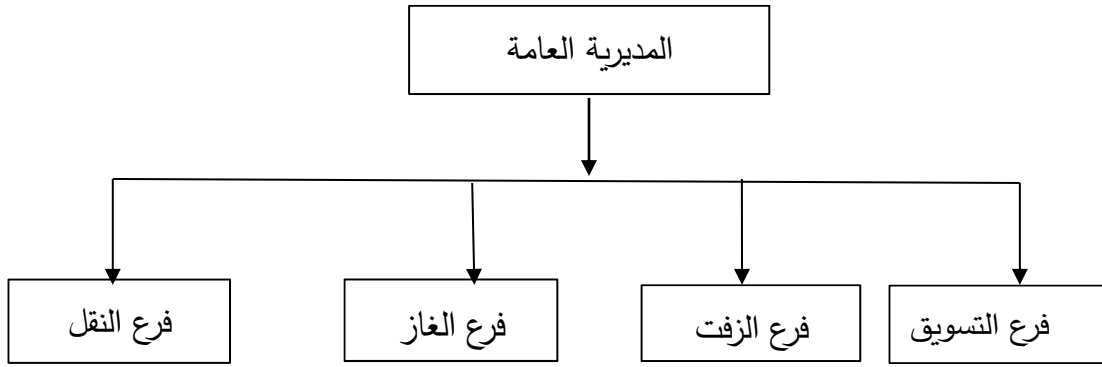 المديرية العامة
فرع التسويق
فرع الزفت
فرع الغاز
فرع النقل